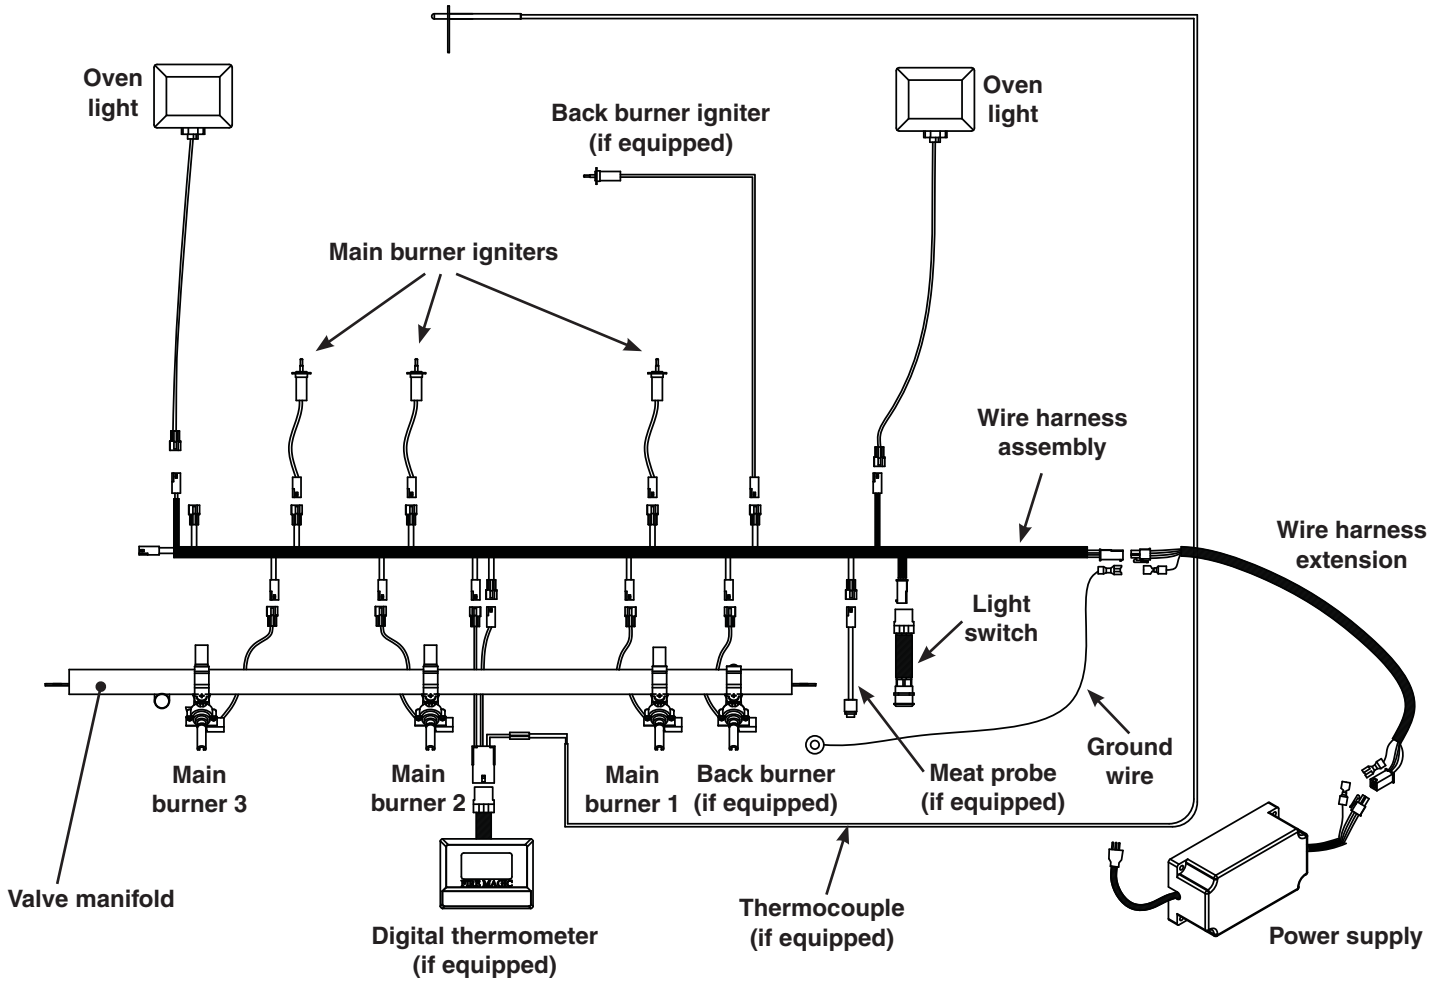 Oven
light
Oven
light
Back burner igniter
(if equipped)
Main burner igniters
Wire harness
assembly
Wire harness
extension
Light
switch
Ground
wire
Main
burner 3
Main
burner 2
Main
burner 1
Back burner
(if equipped)
Meat probe
(if equipped)
FIRE MAGIC
Valve manifold
Thermocouple
(if equipped)
Digital thermometer
(if equipped)
Power supply